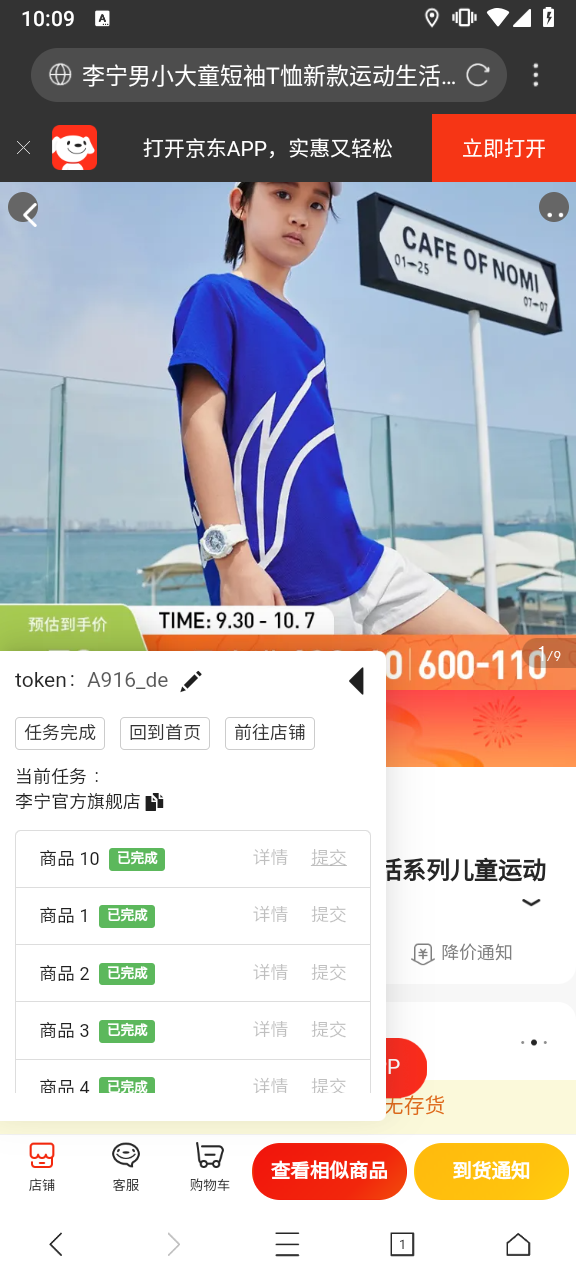 10:09
A
李宁男小大童短袖T恤新款运动生活...
打开京东APP，实惠又轻松
立即打开
CAFE OF NOMI
01-25
07-07
预估到手价
TIME: 9.30 - 10. 7
600-110
1/9
token： A916_de
任务完成
回到首页
前往店铺
当前任务：
李宁官方旗舰店
商品 10 已完成 详情 提交
商品 1 已完成 详情 提交
商品 2 已完成 详情 提交
商品 3 已完成 详情 提交
商品 4 已完成 详情 提交
活系列儿童运动
降价通知
P
无存货
店铺
客服
购物车
查看相似商品
到货通知
1